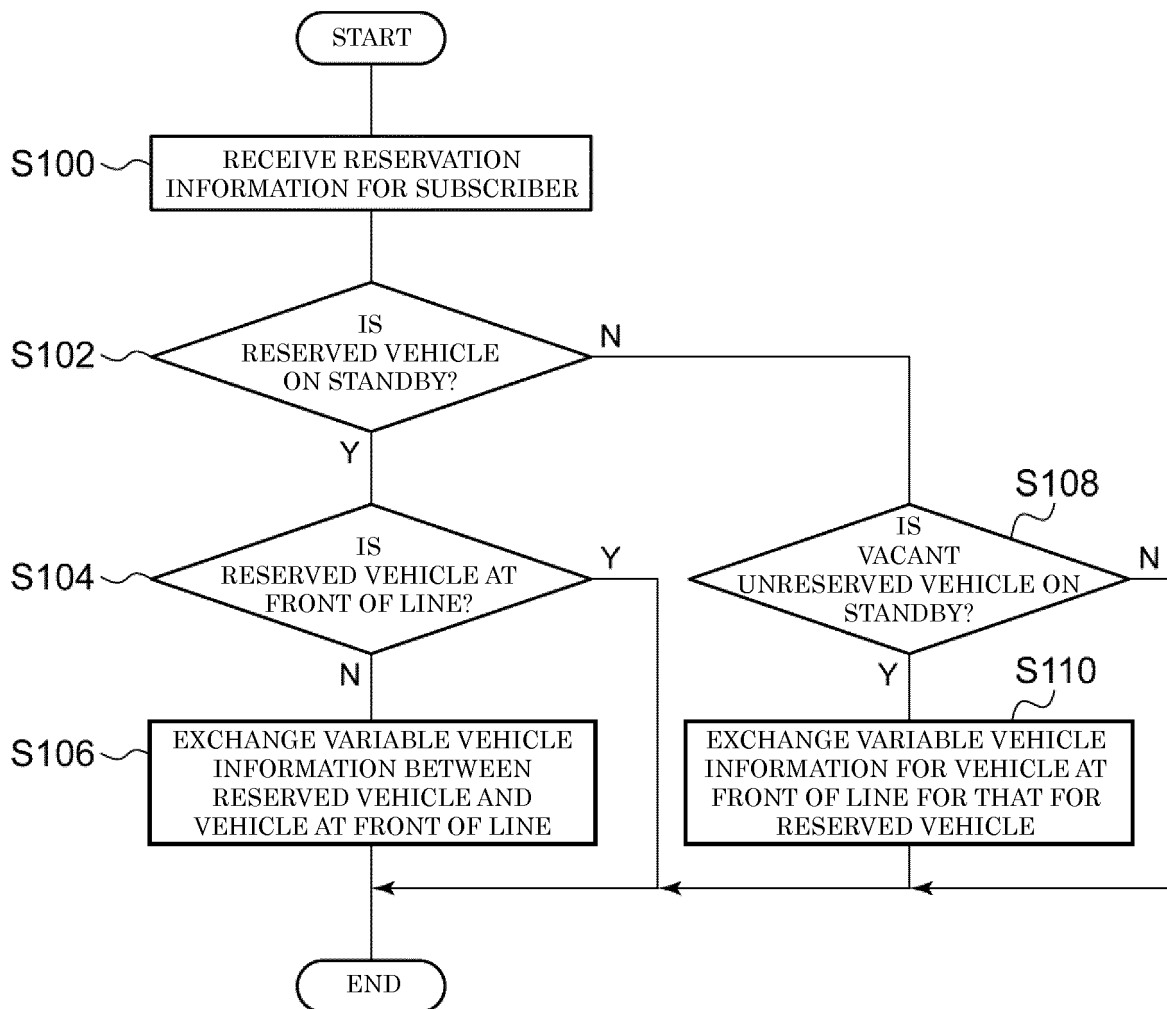 START
S100
RECEIVE RESERVATION
INFORMATION FOR SUBSCRIBER
S102
IS
RESERVED VEHICLE
ON STANDBY?
N
Y
S104
IS
RESERVED VEHICLE AT
FRONT OF LINE?
Y
N
S108
IS
VACANT
UNRESERVED VEHICLE ON
STANDBY?
N
Y
S106
EXCHANGE VARIABLE VEHICLE
INFORMATION BETWEEN
RESERVED VEHICLE AND
VEHICLE AT FRONT OF LINE
S110
EXCHANGE VARIABLE VEHICLE
INFORMATION FOR VEHICLE AT
FRONT OF LINE FOR THAT FOR
RESERVED VEHICLE
END